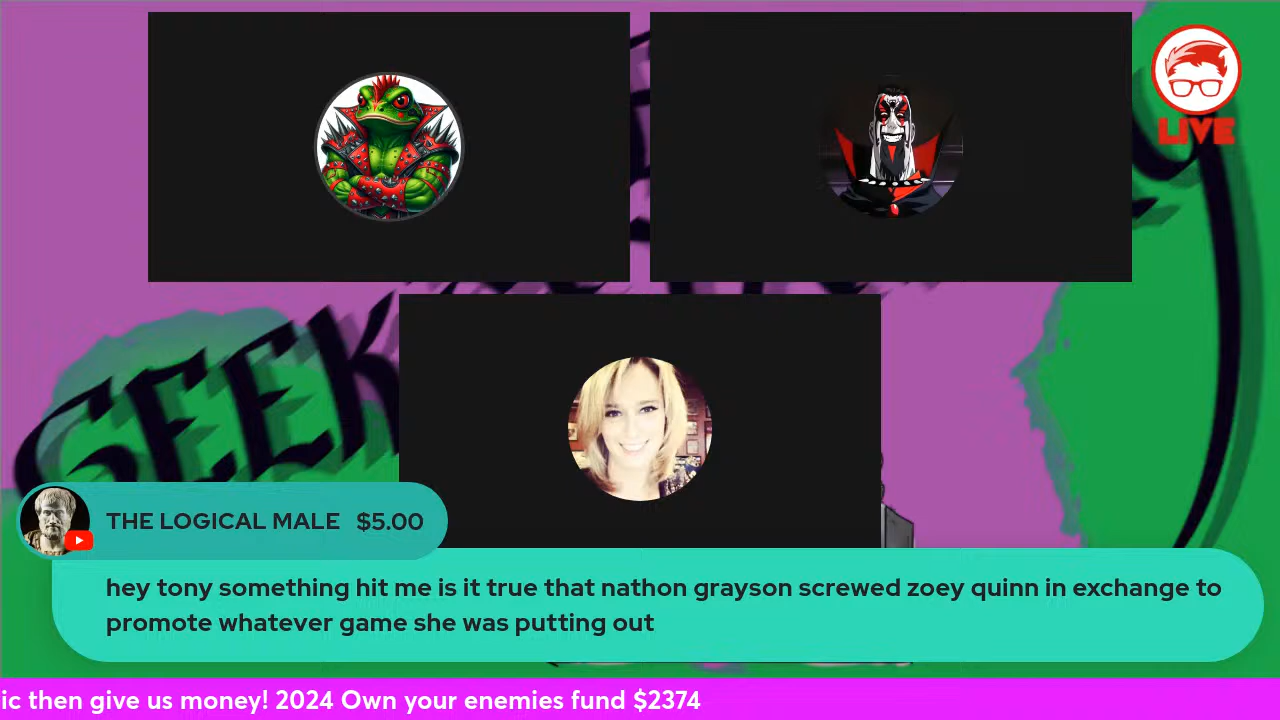 LIVE
GEEK
THE LOGICAL MALE $5.00
hey tony something hit me is it true that nathon grayson screwed zoey quinn in exchange to
promote whatever game she was putting out
ic then give us money! 2024 Own your enemies fund $2374